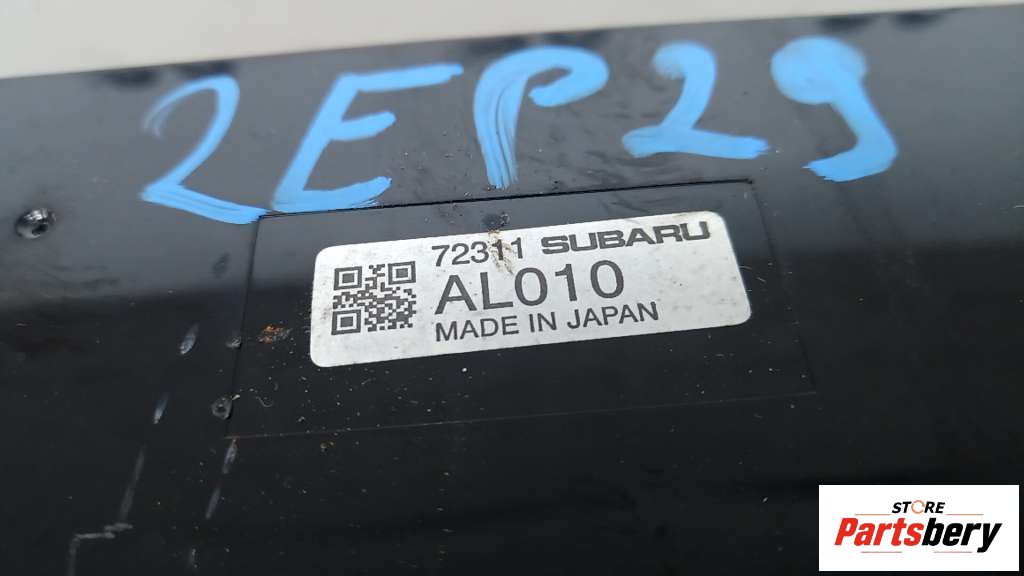 2EP29
72311 SUBARU
AL010
MADE IN JAPAN
STORE
Partsbery